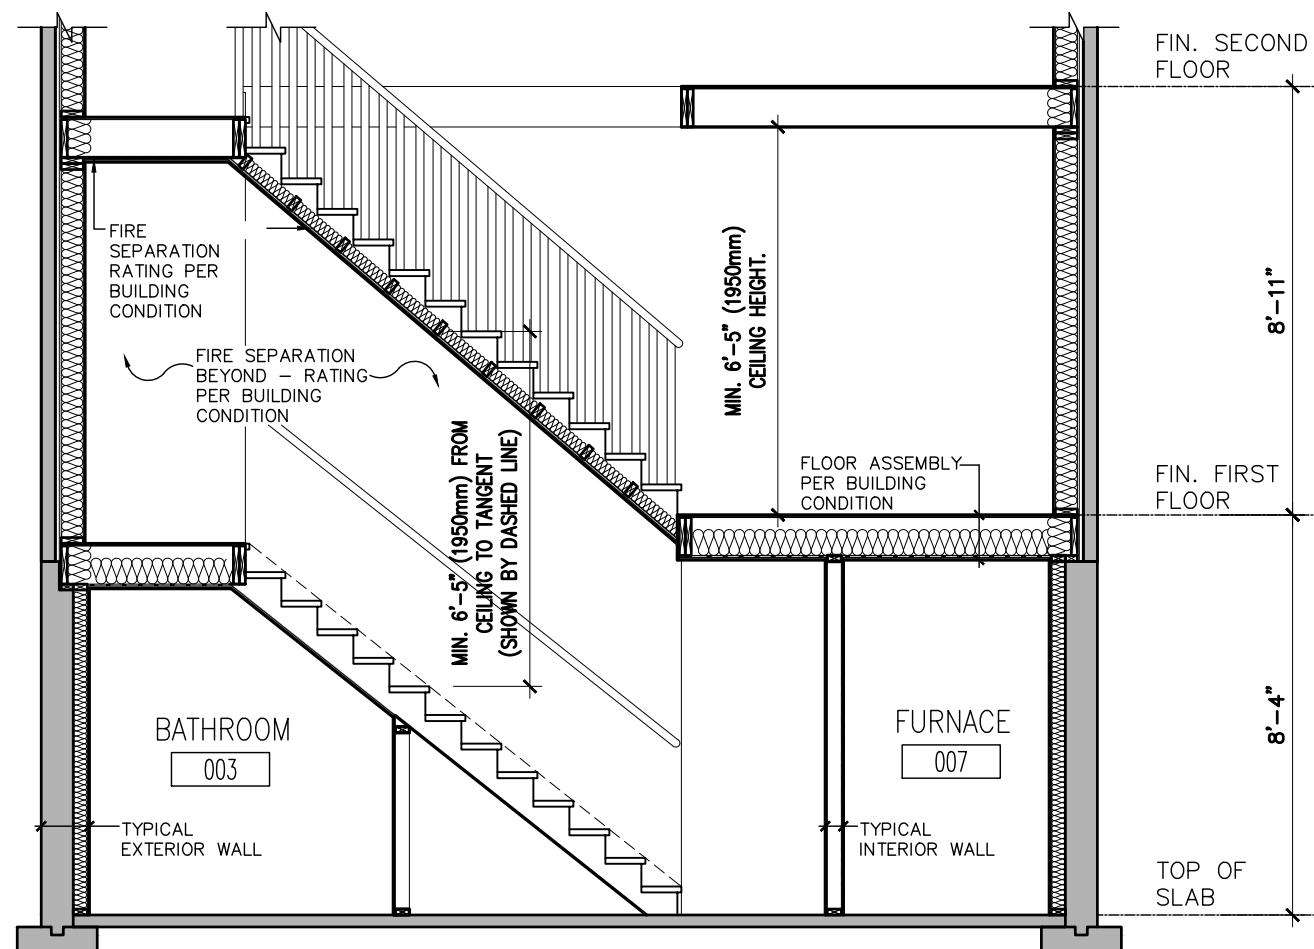 FIN. SECOND
FLOOR
FIRE
SEPARATION
RATING PER
BUILDING
CONDITION
MIN. 6'-5" (1950mm)
CEILING HEIGHT.
8'-11"
FIRE SEPARATION
BEYOND - RATING
PER BUILDING
CONDITION
MIN. 6'-5" (1950mm) FROM
CEILING TO TANGENT
(SHOWN BY DASHED LINE)
FLOOR ASSEMBLY
PER BUILDING
CONDITION
FIN. FIRST
FLOOR
BATHROOM
003
FURNACE
007
8'-4"
TYPICAL
EXTERIOR WALL
TYPICAL
INTERIOR WALL
TOP OF
SLAB